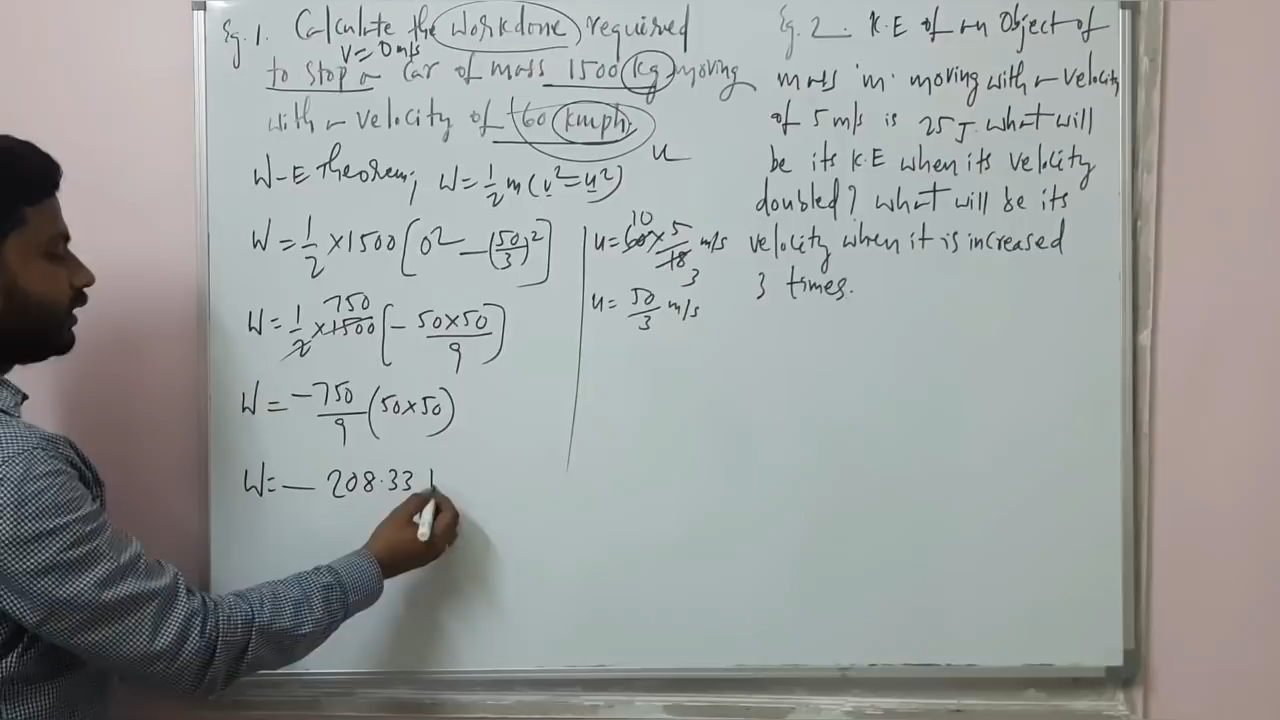 Eg. 1. Calculate the workdone, required
v = 0 m/s
to stop a car of mass 1500 kg moving
with a velocity of 60 kmph,
u
W-E theorem; W = 1/2 m(v² - u²)
W = 1/2 × 1500 [0² - (50/3)²]
W = 1/2 × 1500 [- 50×50/9]
750
W = -750/9 (50×50)
W = - 208.33
10
u = 60 × 5/18 m/s
3
u = 50/3 m/s
Eg. 2. K.E of an Object of
mass 'm' moving with a velocity
of 5 m/s is 25 J. what will
be its K.E when its velocity
doubled? what will be its
velocity when it is increased
3 times.